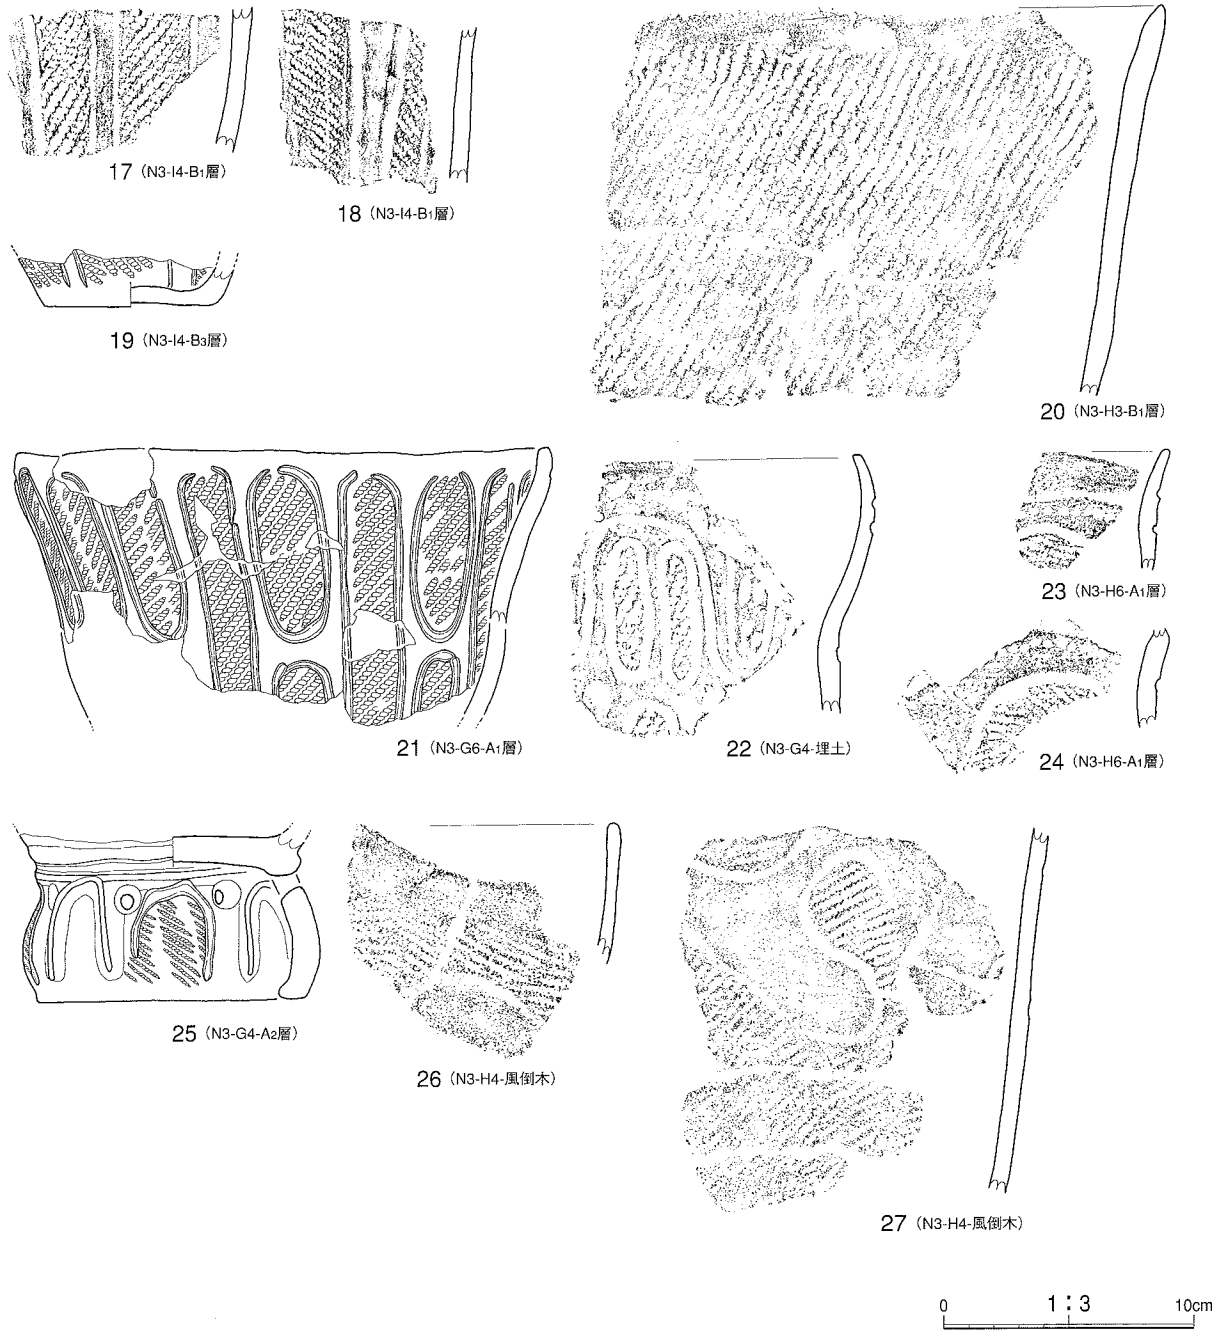 17 (N3-I4-B1層)
18 (N3-I4-B1層)
19 (N3-I4-B3層)
20 (N3-H3-B1層)
21 (N3-G6-A1層)
22 (N3-G4-埋土)
23 (N3-H6-A1層)
24 (N3-H6-A1層)
25 (N3-G4-A2層)
26 (N3-H4-風倒木)
27 (N3-H4-風倒木)
0 1:3 10cm